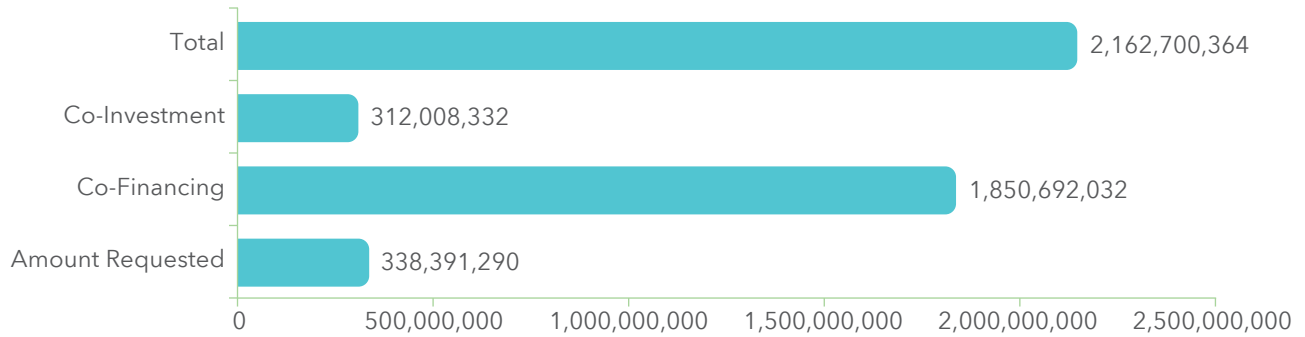 Total 2,162,700,364
Co-Investment 312,008,332
Co-Financing 1,850,692,032
Amount Requested 338,391,290
0 500,000,000 1,000,000,000 1,500,000,000 2,000,000,000 2,500,000,000